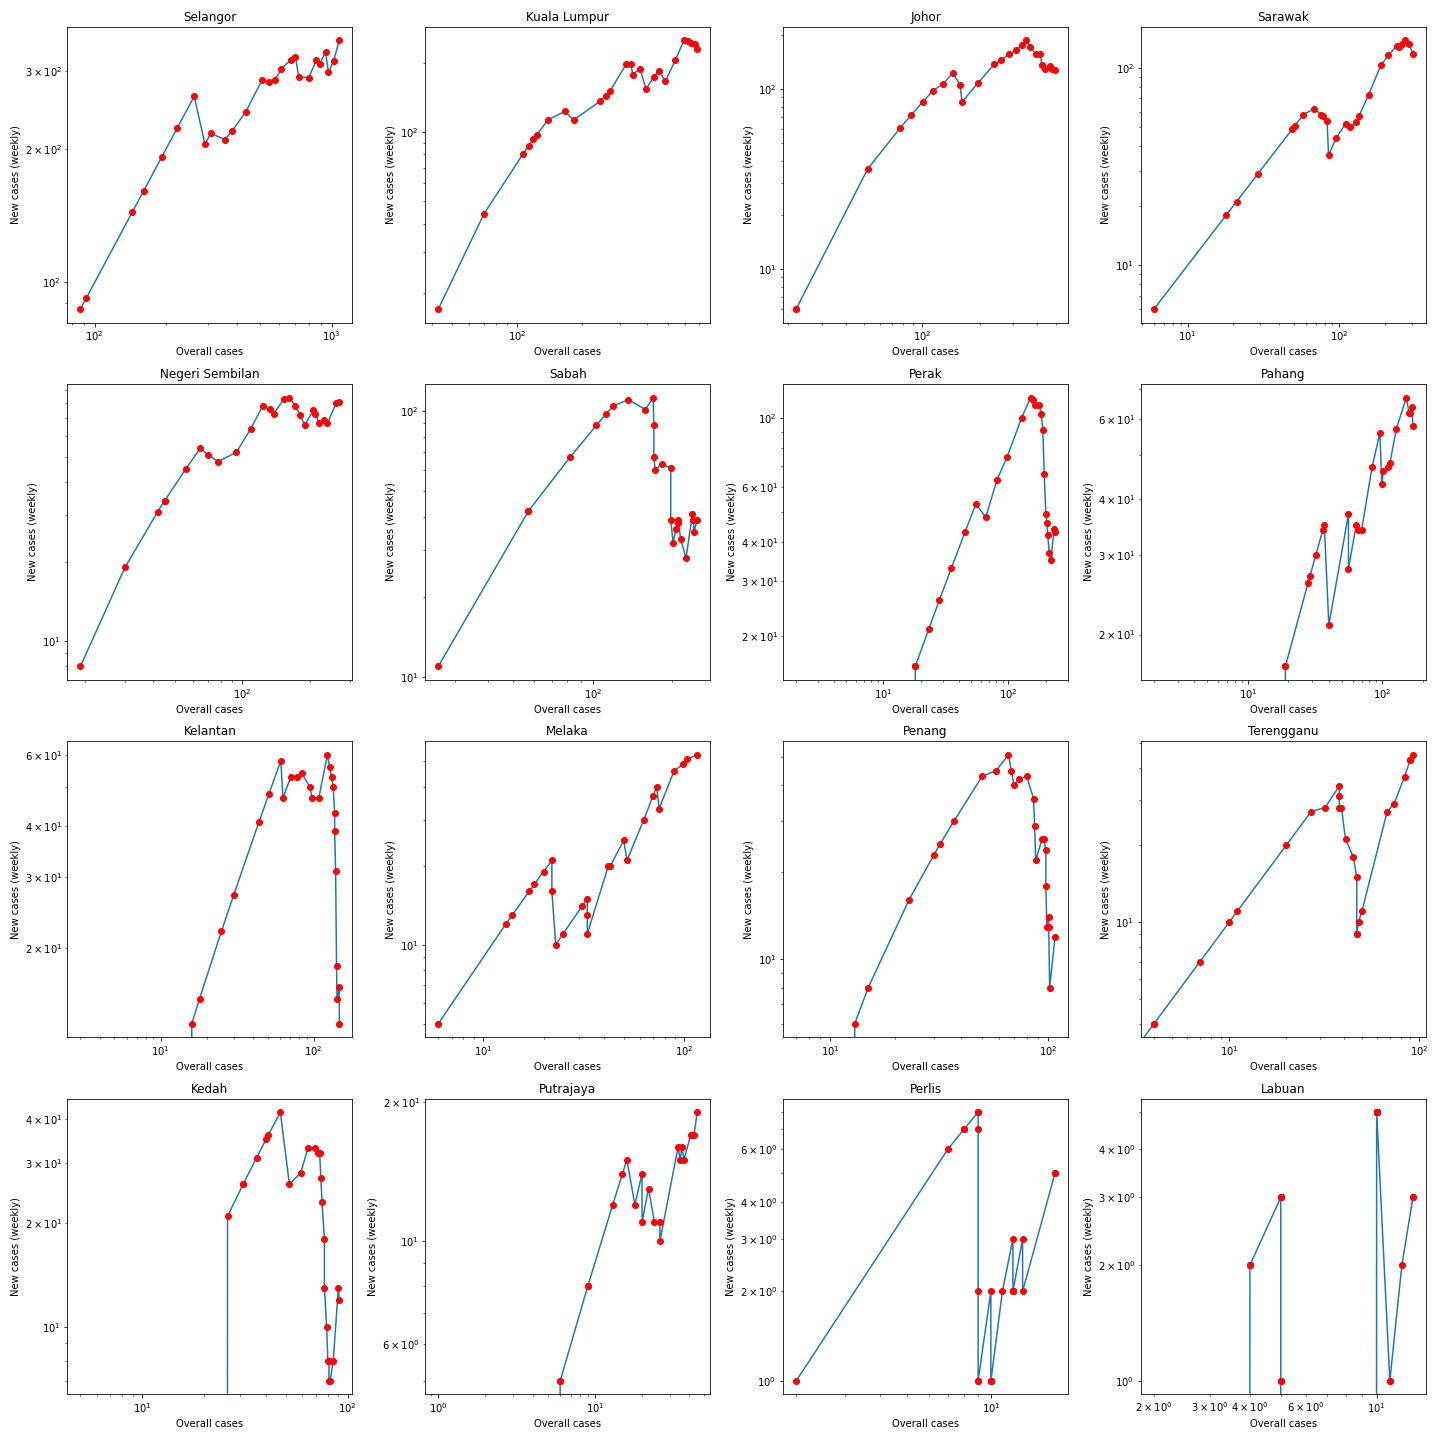 Selangor
Kuala Lumpur
Johor
Sarawak
New cases (weekly)
3 × 10²
2 × 10²
10²
10²
10³
Overall cases
New cases (weekly)
10²
10²
Overall cases
New cases (weekly)
10²
10¹
10²
Overall cases
New cases (weekly)
10²
10¹
10¹
10²
Overall cases
Negeri Sembilan
Sabah
Perak
Pahang
New cases (weekly)
10¹
10²
Overall cases
New cases (weekly)
10²
10¹
10²
Overall cases
New cases (weekly)
10²
6 × 10¹
4 × 10¹
3 × 10¹
2 × 10¹
10¹
10²
Overall cases
New cases (weekly)
6 × 10¹
4 × 10¹
3 × 10¹
2 × 10¹
10¹
10²
Overall cases
Kelantan
Melaka
Penang
Terengganu
New cases (weekly)
6 × 10¹
4 × 10¹
3 × 10¹
2 × 10¹
10¹
10²
Overall cases
New cases (weekly)
10¹
10¹
10²
Overall cases
New cases (weekly)
10¹
10¹
10²
Overall cases
New cases (weekly)
10¹
10¹
10²
Overall cases
Kedah
Putrajaya
Perlis
Labuan
New cases (weekly)
4 × 10¹
3 × 10¹
2 × 10¹
10¹
10¹
10²
Overall cases
New cases (weekly)
2 × 10¹
10¹
6 × 10⁰
10⁰
10¹
Overall cases
New cases (weekly)
6 × 10⁰
4 × 10⁰
3 × 10⁰
2 × 10⁰
10⁰
10¹
Overall cases
New cases (weekly)
4 × 10⁰
3 × 10⁰
2 × 10⁰
10⁰
2 × 10⁰
3 × 10⁰
4 × 10⁰
6 × 10⁰
10¹
Overall cases